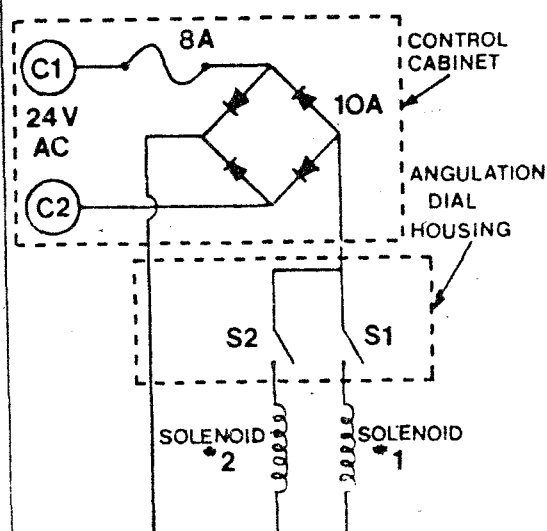 8A
CONTROL
CABINET
C1
24V
AC
10A
C2
ANGULATION
DIAL
HOUSING
S2
S1
SOLENOID
*2
SOLENOID
*1